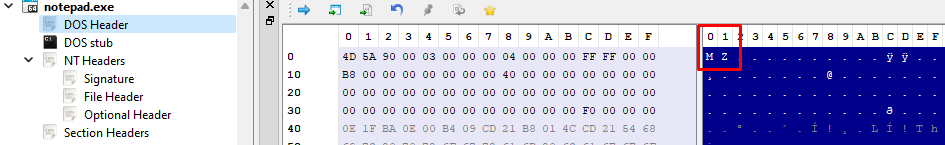 notepad.exe
DOS Header
DOS stub
NT Headers
Signature
File Header
Optional Header
Section Headers
0 1 2 3 4 5 6 7 8 9 A B C D E F 0 1 2 3 4 5 6 7 8 9 A B C D E F
0 4D 5A 90 00 03 00 00 00 04 00 00 00 FF FF 00 00 M Z . . . . . . . . . . ÿ ÿ . .
10 B8 00 00 00 00 00 00 00 40 00 00 00 00 00 00 00 ¸ . . . . . . . @ . . . . . . .
20 00 00 00 00 00 00 00 00 00 00 00 00 00 00 00 00 . . . . . . . . . . . . . . . .
30 00 00 00 00 00 00 00 00 00 00 00 00 F0 00 00 00 . . . . . . . . . . . . ð . . .
40 0E 1F BA 0E 00 B4 09 CD 21 B8 01 4C CD 21 54 68 . . º . . ´ . Í ! ¸ . L Í ! T h